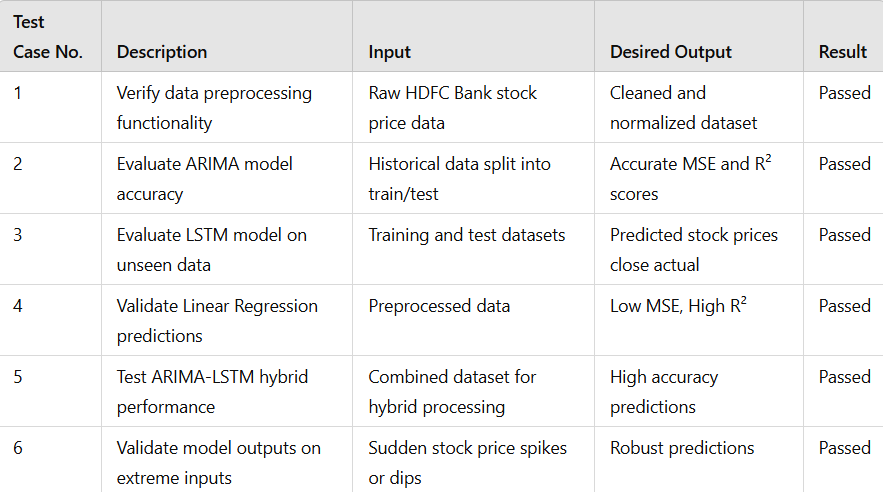 Test
Case No. Description Input Desired Output Result
1 Verify data preprocessing Raw HDFC Bank stock Cleaned and Passed
functionality price data normalized dataset
2 Evaluate ARIMA model Historical data split into Accurate MSE and R² Passed
accuracy train/test scores
3 Evaluate LSTM model on Training and test datasets Predicted stock prices Passed
unseen data close actual
4 Validate Linear Regression Preprocessed data Low MSE, High R² Passed
predictions
5 Test ARIMA-LSTM hybrid Combined dataset for High accuracy Passed
performance hybrid processing predictions
6 Validate model outputs on Sudden stock price spikes Robust predictions Passed
extreme inputs or dips